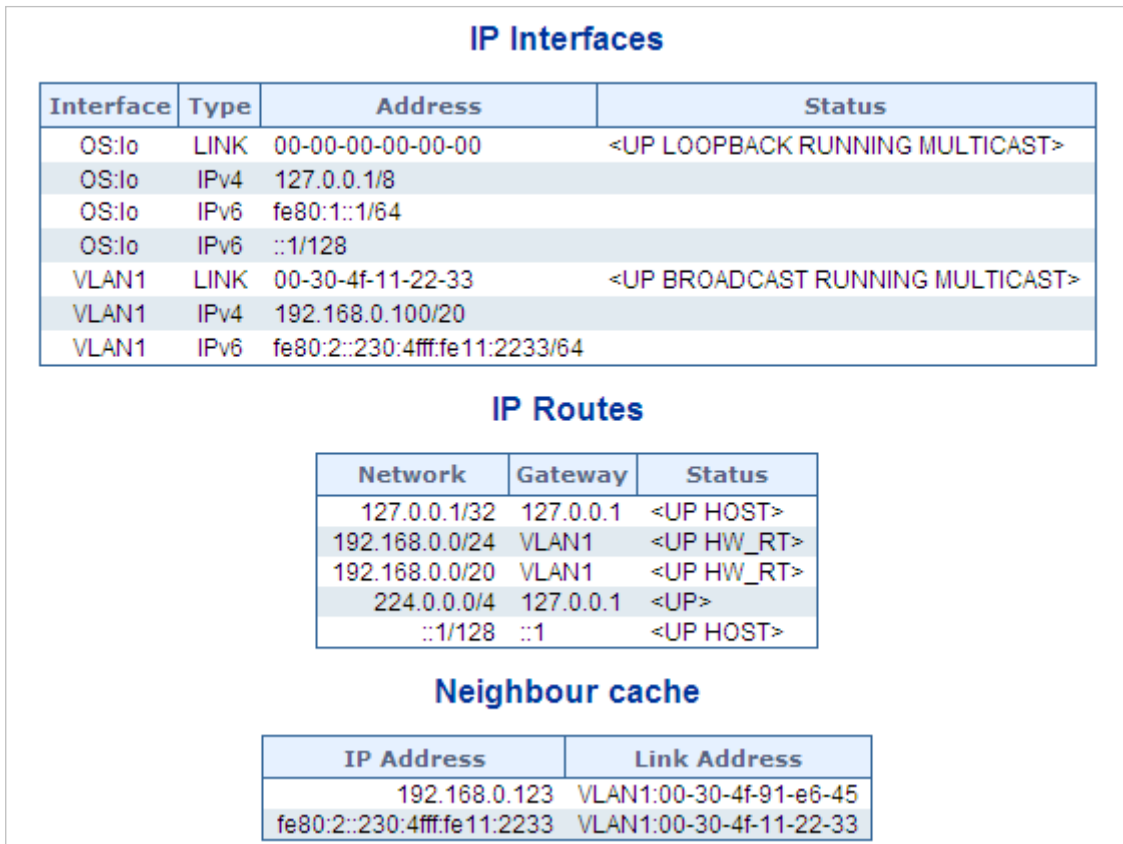 IP Interfaces
Interface Type Address Status
OS:lo LINK 00-00-00-00-00-00 <UP LOOPBACK RUNNING MULTICAST>
OS:lo IPv4 127.0.0.1/8
OS:lo IPv6 fe80:1::1/64
OS:lo IPv6 ::1/128
VLAN1 LINK 00-30-4f-11-22-33 <UP BROADCAST RUNNING MULTICAST>
VLAN1 IPv4 192.168.0.100/20
VLAN1 IPv6 fe80:2::230:4fff:fe11:2233/64
IP Routes
Network Gateway Status
127.0.0.1/32 127.0.0.1 <UP HOST>
192.168.0.0/24 VLAN1 <UP HW_RT>
192.168.0.0/20 VLAN1 <UP HW_RT>
224.0.0.0/4 127.0.0.1 <UP>
::1/128 ::1 <UP HOST>
Neighbour cache
IP Address Link Address
192.168.0.123 VLAN1:00-30-4f-91-e6-45
fe80:2::230:4fff:fe11:2233 VLAN1:00-30-4f-11-22-33